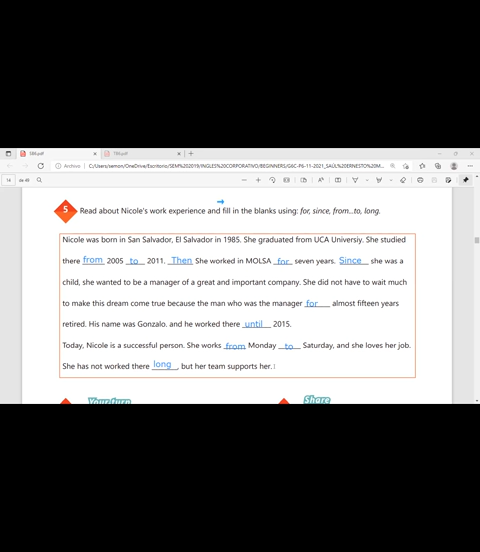 SB9.pdf
TB9.pdf
Archivo C:/Users/semon/OneDrive/Escritorio/SEM%202019/INGLES%20CORPORATIVO/BEGINNERS/G6C-P6-11-2021_SAÚL%20ERNESTO%20M...
14 de 48
5 Read about Nicole's work experience and fill in the blanks using: for, since, from...to, long.
Nicole was born in San Salvador, El Salvador in 1985. She graduated from UCA Universiy. She studied
there from 2005 to 2011. Then She worked in MOLSA for seven years. Since she was a
child, she wanted to be a manager of a great and important company. She did not have to wait much
to make this dream come true because the man who was the manager for almost fifteen years
retired. His name was Gonzalo. and he worked there until 2015.
Today, Nicole is a successful person. She works from Monday to Saturday, and she loves her job.
She has not worked there long, but her team supports her.
Your turn
Share